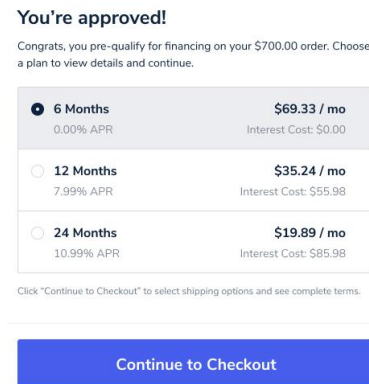 You're approved!
Congrats, you pre-qualify for financing on your $700.00 order. Choose
a plan to view details and continue.
6 Months $69.33 / mo
0.00% APR Interest Cost: $0.00
12 Months $35.24 / mo
7.99% APR Interest Cost: $55.98
24 Months $19.89 / mo
10.99% APR Interest Cost: $85.98
Click "Continue to Checkout" to select shipping options and see complete terms.
Continue to Checkout